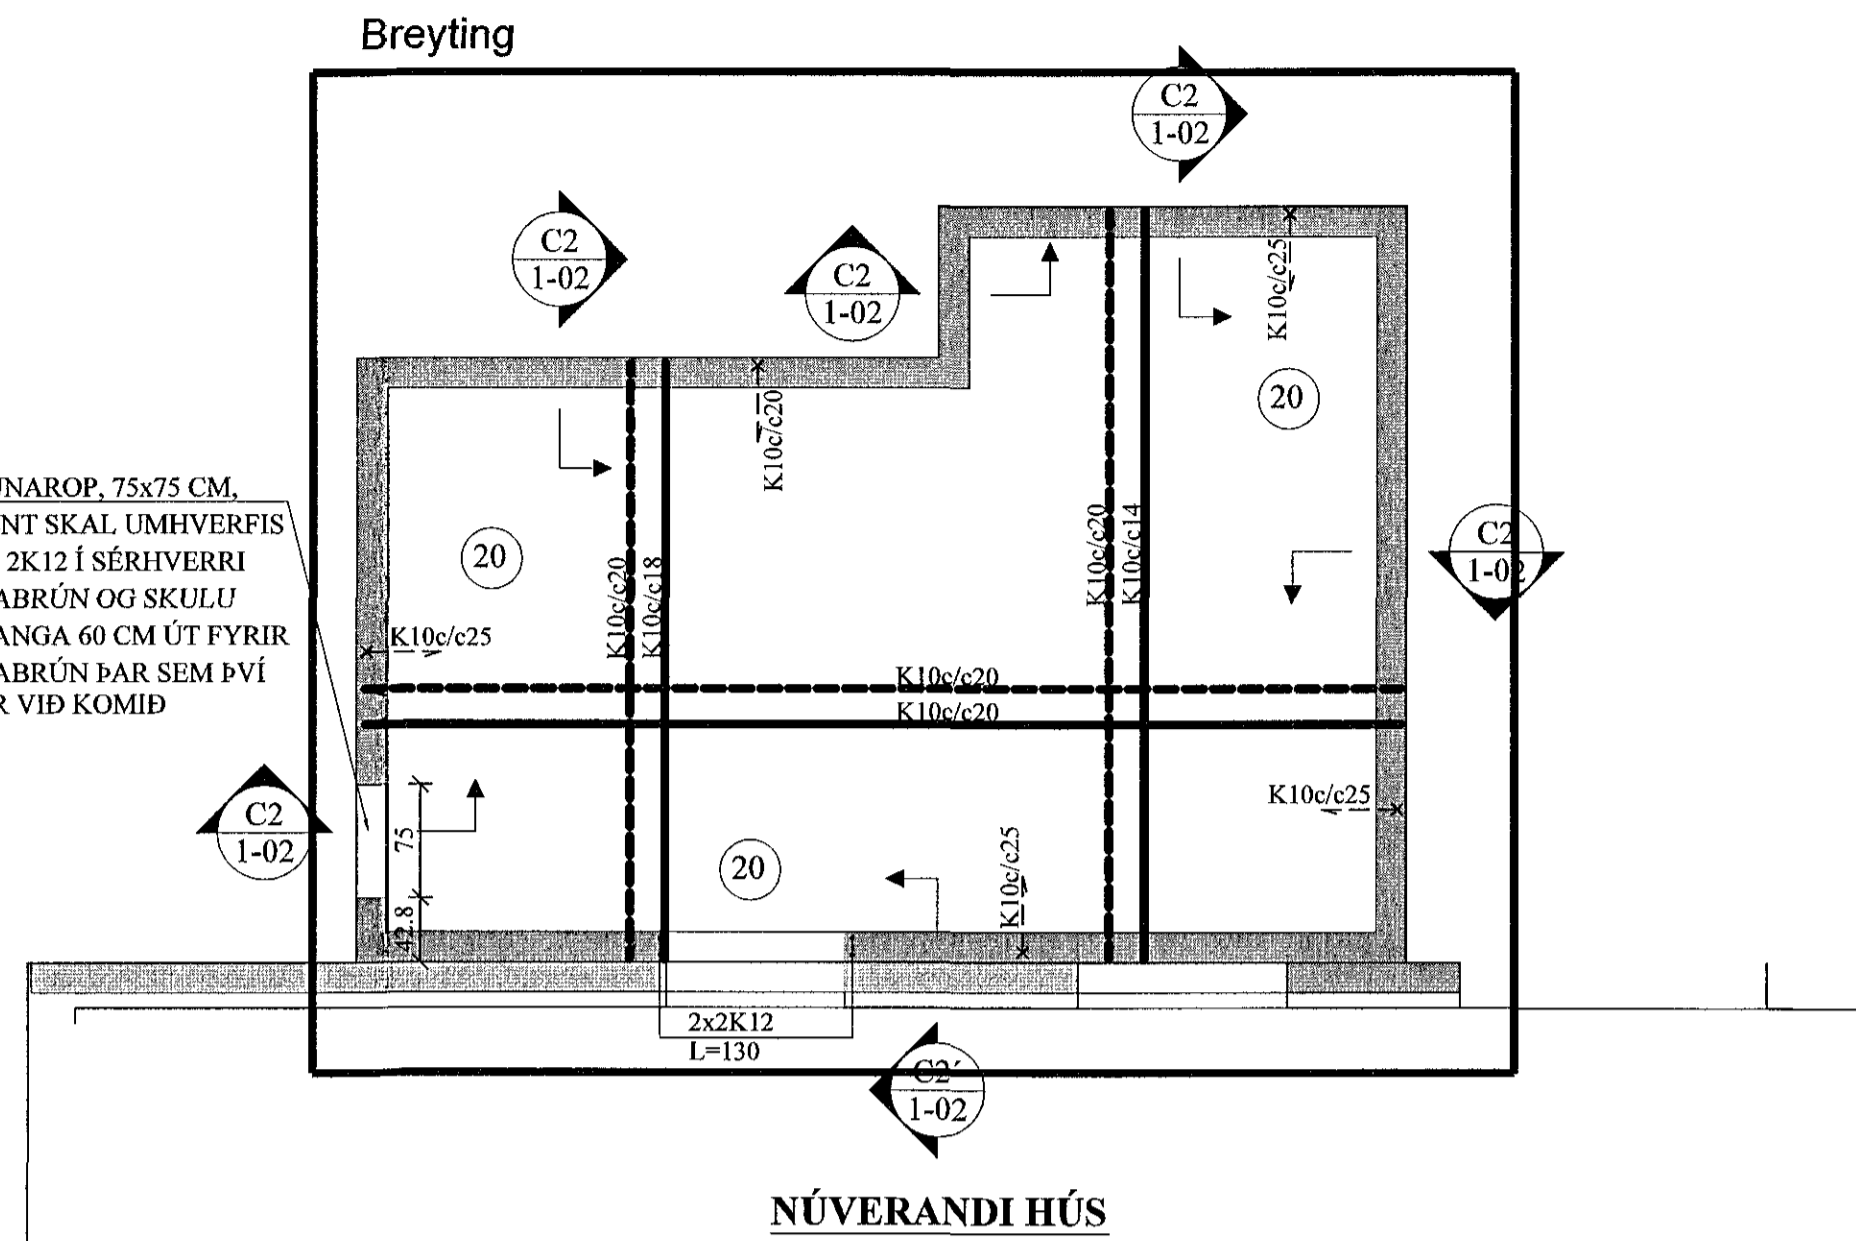 Breyting
C2
1-02
C2
1-02
C2
1-02
K10c/c25
K10c/c20
20
JNAROP, 75x75 CM,
NT SKAL UMHVERFIS
2K12 Í SÉRHVERRI
ABRÚN OG SKULU
ANGA 60 CM ÚT FYRIR
ABRÚN ÞAR SEM ÞVÍ
R VIÐ KOMIÐ
20
K10c/c20
K10c/c18
K10c/c20
K10c/c14
C2
1-02
K10c/c25
K10c/c20
K10c/c20
K10c/c25
C2
1-02
75
42.8
20
K10c/c25
2x2K12
L=130
C2´
1-02
NÚVERANDI HÚS